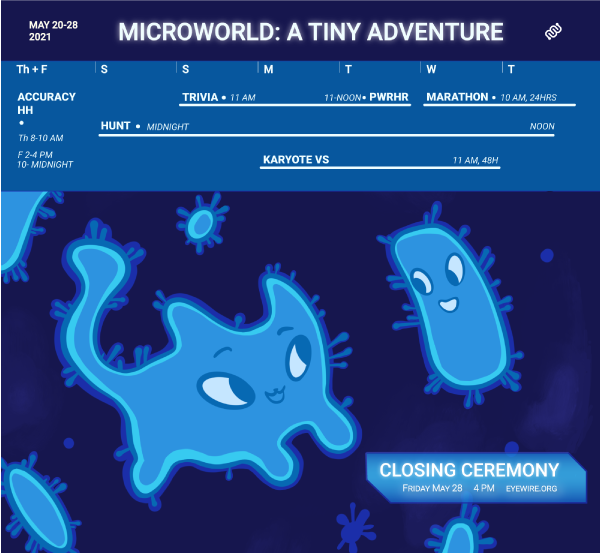 MAY 20-28
2021
MICROWORLD: A TINY ADVENTURE
Th + F S S M T W T
ACCURACY
HH
•
Th 8-10 AM
F 2-4 PM
10- MIDNIGHT
TRIVIA • 11 AM 11-NOON• PWRHR MARATHON • 10 AM, 24HRS
HUNT • MIDNIGHT NOON
KARYOTE VS 11 AM, 48H
CLOSING CEREMONY
FRIDAY MAY 28 4 PM EYEWIRE.ORG